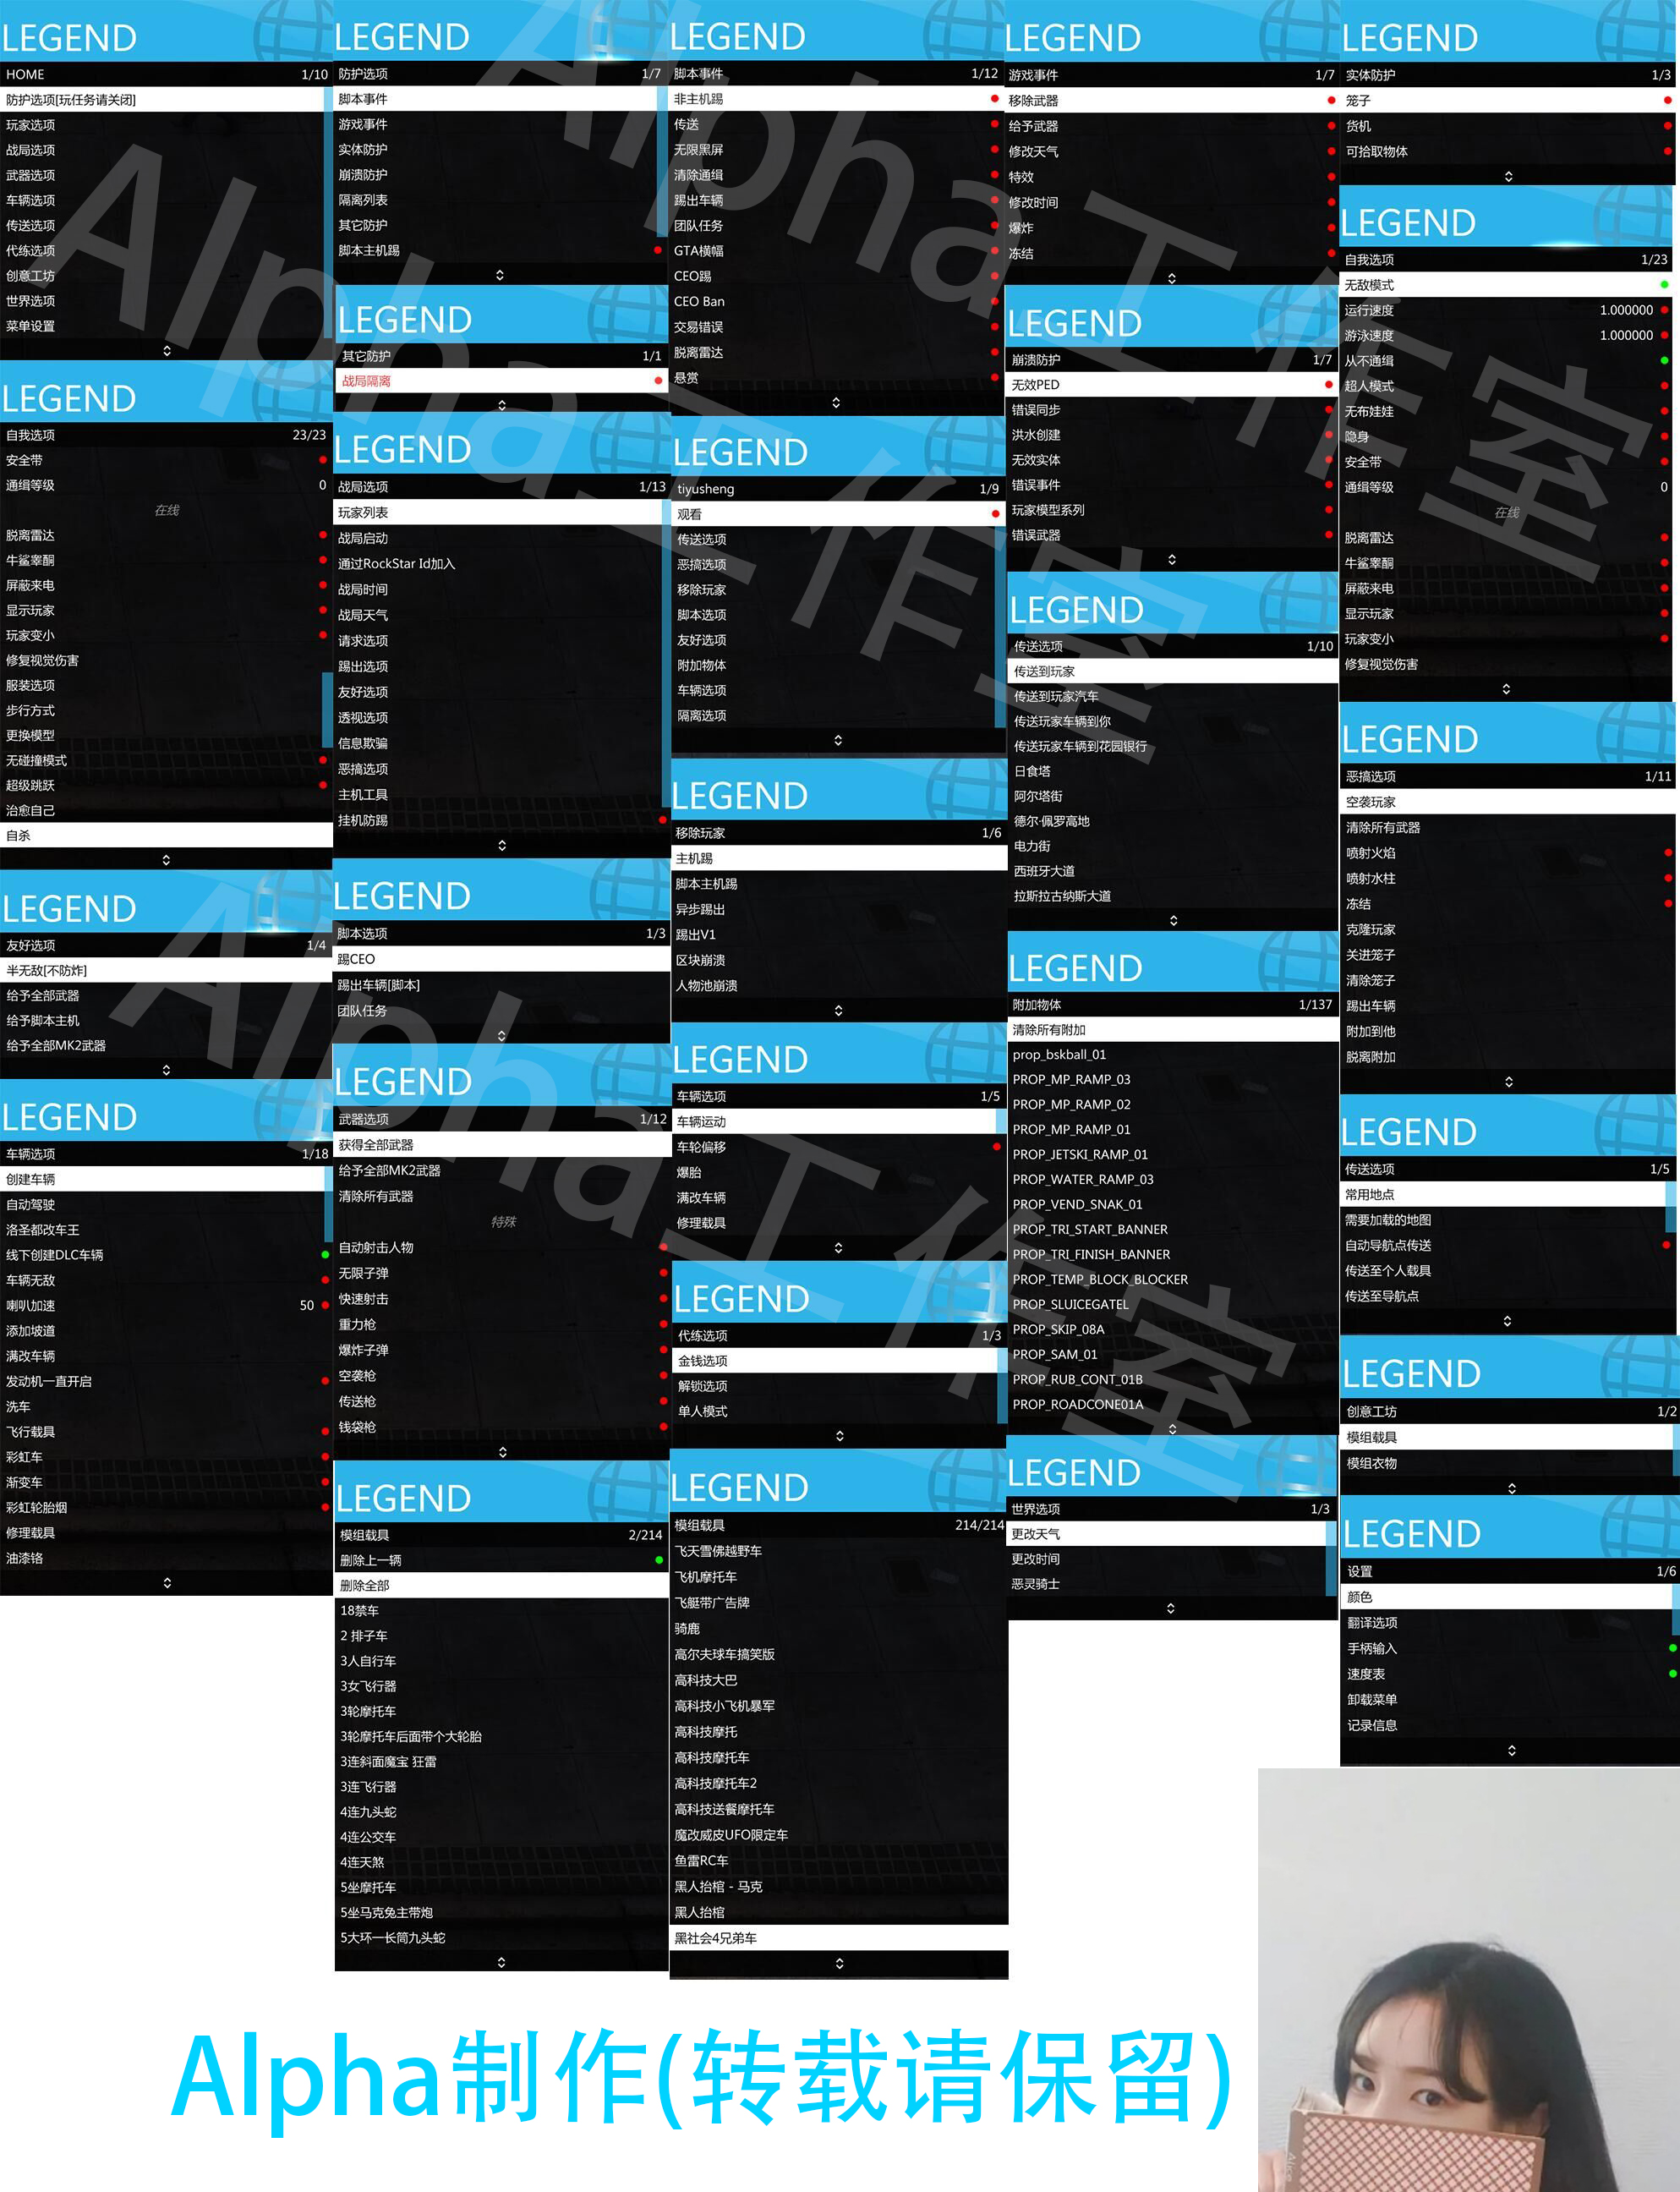 LEGEND
HOME 1/10
防护选项[玩任务请关闭]
玩家选项
战局选项
武器选项
车辆选项
传送选项
代练选项
创意工坊
世界选项
菜单设置
LEGEND
自我选项 23/23
安全带
通缉等级 0
在线
脱离雷达
牛鲨睾酮
屏蔽来电
显示玩家
玩家变小
修复视觉伤害
服装选项
步行方式
更换模型
无碰撞模式
超级跳跃
治愈自己
自杀
LEGEND
友好选项 1/4
半无敌[不防炸]
给予全部武器
给予脚本主机
给予全部MK2武器
LEGEND
车辆选项 1/18
创建车辆
自动驾驶
洛圣都改车王
线下创建DLC车辆
车辆无敌
喇叭加速 50
添加坡道
满改车辆
发动机一直开启
洗车
飞行载具
彩虹车
渐变车
彩虹轮胎烟
修理载具
油漆铬
LEGEND
防护选项 1/7
脚本事件
游戏事件
实体防护
崩溃防护
隔离列表
其它防护
脚本主机踢
LEGEND
其它防护 1/1
战局隔离
LEGEND
战局选项 1/13
玩家列表
战局启动
通过RockStar Id加入
战局时间
战局天气
请求选项
踢出选项
友好选项
透视选项
信息欺骗
恶搞选项
主机工具
挂机防踢
LEGEND
脚本选项 1/3
踢CEO
踢出车辆[脚本]
团队任务
LEGEND
武器选项 1/12
获得全部武器
给予全部MK2武器
清除所有武器
特殊
自动射击人物
无限子弹
快速射击
重力枪
爆炸子弹
空袭枪
传送枪
钱袋枪
LEGEND
模组载具 2/214
删除上一辆
删除全部
18禁车
2 排子车
3人自行车
3女飞行器
3轮摩托车
3轮摩托车后面带个大轮胎
3连斜面魔宝 狂雷
3连飞行器
4连九头蛇
4连公交车
4连天煞
5坐摩托车
5坐马克兔主带炮
5大环一长筒九头蛇
LEGEND
脚本事件 1/12
非主机踢
传送
无限黑屏
清除通缉
踢出车辆
团队任务
GTA横幅
CEO踢
CEO Ban
交易错误
脱离雷达
悬赏
LEGEND
tiyusheng 1/9
观看
传送选项
恶搞选项
移除玩家
脚本选项
友好选项
附加物体
车辆选项
隔离选项
LEGEND
移除玩家 1/6
主机踢
脚本主机踢
异步踢出
踢出V1
区块崩溃
人物池崩溃
LEGEND
车辆选项 1/5
车辆运动
车轮偏移
爆胎
满改车辆
修理载具
LEGEND
代练选项 1/3
金钱选项
解锁选项
单人模式
LEGEND
模组载具 214/214
飞天雪佛越野车
飞机摩托车
飞艇带广告牌
骑鹿
高尔夫球车搞笑版
高科技大巴
高科技小飞机暴军
高科技摩托
高科技摩托车
高科技摩托车2
高科技送餐摩托车
魔改威皮UFO限定车
鱼雷RC车
黑人抬棺 - 马克
黑人抬棺
黑社会4兄弟车
LEGEND
游戏事件 1/7
移除武器
给予武器
修改天气
特效
修改时间
爆炸
冻结
LEGEND
崩溃防护 1/7
无效PED
错误同步
洪水创建
无效实体
错误事件
玩家模型系列
错误武器
LEGEND
传送选项 1/10
传送到玩家
传送到玩家汽车
传送玩家车辆到你
传送玩家车辆到花园银行
日食塔
阿尔塔街
德尔·佩罗高地
电力街
西班牙大道
拉斯拉古纳斯大道
LEGEND
附加物体 1/137
清除所有附加
prop_bskball_01
PROP_MP_RAMP_03
PROP_MP_RAMP_02
PROP_MP_RAMP_01
PROP_JETSKI_RAMP_01
PROP_WATER_RAMP_03
PROP_VEND_SNAK_01
PROP_TRI_START_BANNER
PROP_TRI_FINISH_BANNER
PROP_TEMP_BLOCK_BLOCKER
PROP_SLUICEGATEL
PROP_SKIP_08A
PROP_SAM_01
PROP_RUB_CONT_01B
PROP_ROADCONE01A
LEGEND
世界选项 1/3
更改天气
更改时间
恶灵骑士
LEGEND
实体防护 1/3
笼子
货机
可拾取物体
LEGEND
自我选项 1/23
无敌模式
运行速度 1.000000
游泳速度 1.000000
从不通缉
超人模式
无布娃娃
隐身
安全带
通缉等级 0
在线
脱离雷达
牛鲨睾酮
屏蔽来电
显示玩家
玩家变小
修复视觉伤害
LEGEND
恶搞选项 1/11
空袭玩家
清除所有武器
喷射火焰
喷射水柱
冻结
克隆玩家
关进笼子
清除笼子
踢出车辆
附加到他
脱离附加
LEGEND
传送选项 1/5
常用地点
需要加载的地图
自动导航点传送
传送至个人载具
传送至导航点
LEGEND
创意工坊 1/2
模组载具
模组衣物
LEGEND
设置 1/6
颜色
翻译选项
手柄输入
速度表
卸载菜单
记录信息
Alpha工作室
Alpha工作室
Alpha工作室
Alpha制作(转载请保留)
Alice